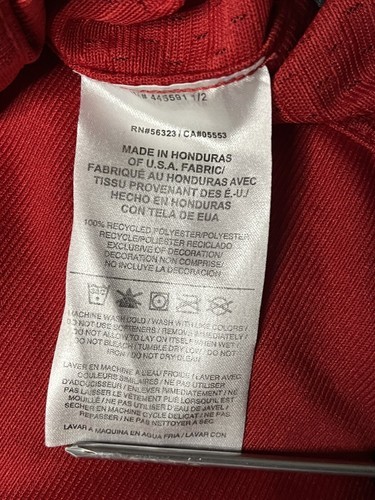 # 446591 1/2
RN#56323 / CA#05553
MADE IN HONDURAS
OF U.S.A. FABRIC/
FABRIQUÉ AU HONDURAS AVEC
TISSU PROVENANT DES É.-U./
HECHO EN HONDURAS
CON TELA DE EUA
100% RECYCLED POLYESTER/POLYESTER
RECYCLÉ/POLIÉSTER RECICLADO
EXCLUSIVE OF DECORATION/
DÉCORATION NON COMPRISE/
NO INCLUYE LA DECORACIÓN
MACHINE WASH COLD / WASH WITH LIKE COLORS /
DO NOT USE SOFTENERS / REMOVE IMMEDIATELY /
DO NOT ALLOW TO LAY ON ITSELF WHEN WET /
DO NOT BLEACH / TUMBLE DRY LOW / DO NOT
IRON / DO NOT DRY CLEAN
LAVER EN MACHINE À L'EAU FROIDE / LAVER AVEC
COULEURS SIMILAIRES / NE PAS UTILISER
D'ADOUCISSEUR / ENLEVER IMMÉDIATEMENT / NE
PAS LAISSER LE VÊTEMENT PLIÉ LORSQU'IL EST
MOUILLÉ / NE PAS UTILISER D'EAU DE JAVEL /
SÉCHER EN MACHINE CYCLE DÉLICAT / NE PAS
REPASSER / NE PAS NETTOYER À SEC
LAVAR A MÁQUINA EN AGUA FRÍA / LAVAR CON